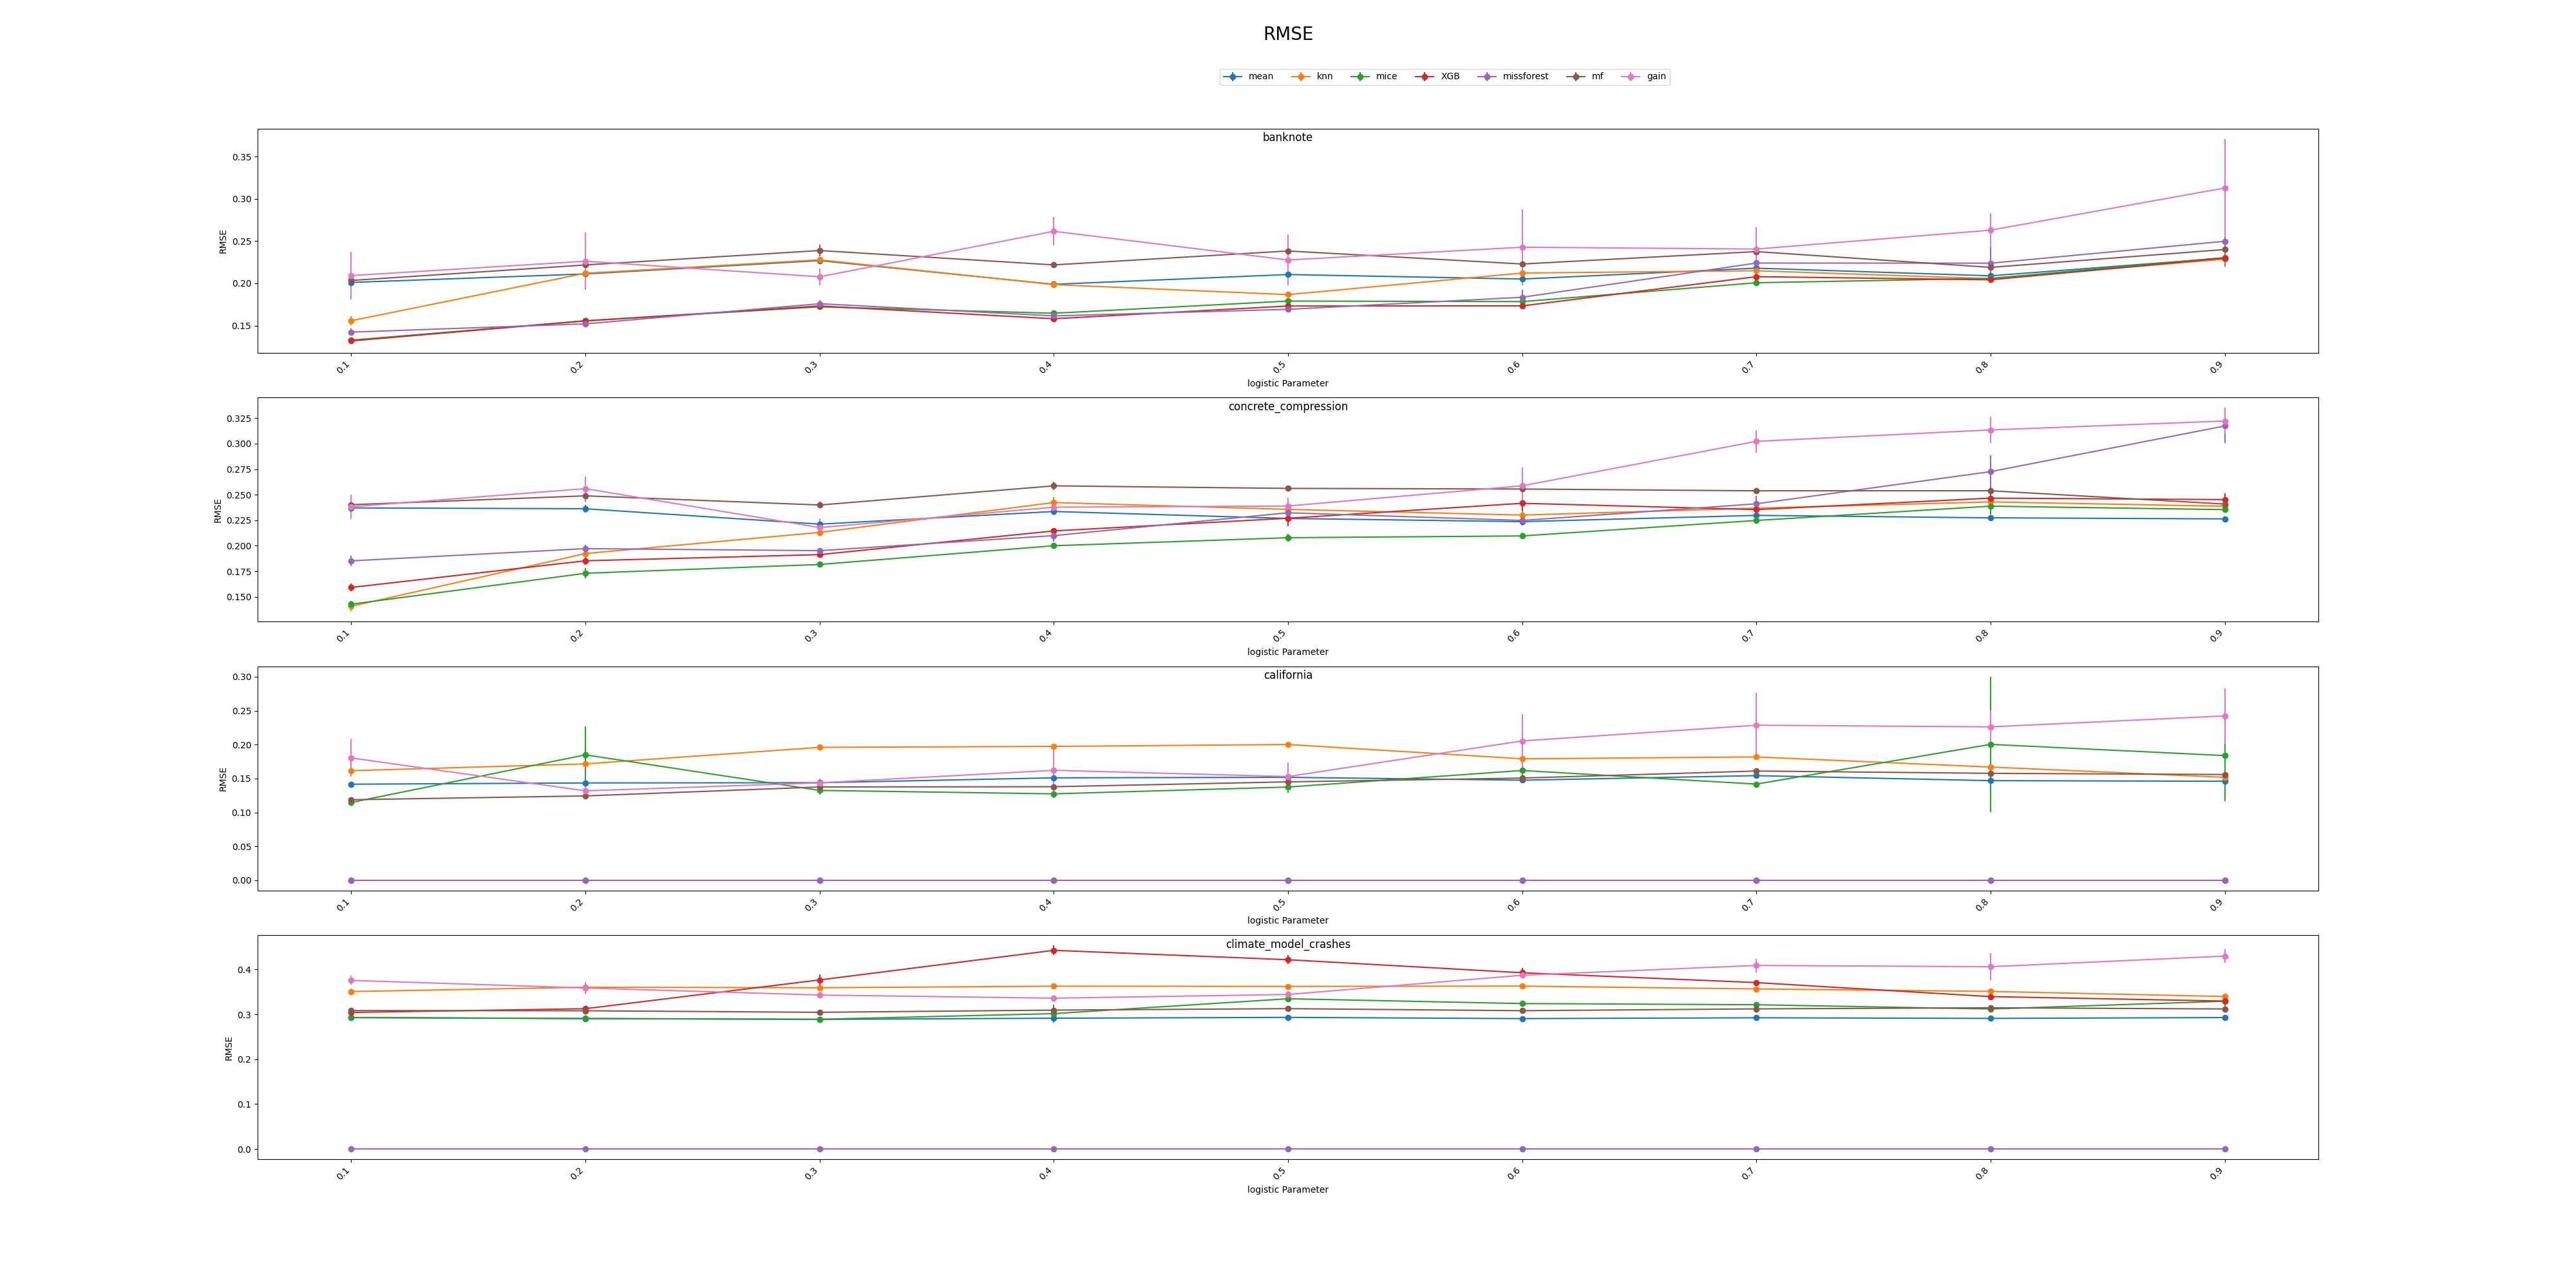 RMSE
mean knn mice XGB missforest mf gain
banknote
0.35
0.30
0.25
0.20
0.15
RMSE
0.1 0.2 0.3 0.4 0.5 0.6 0.7 0.8 0.9
logistic Parameter
concrete_compression
0.325
0.300
0.275
0.250
0.225
0.200
0.175
0.150
RMSE
0.1 0.2 0.3 0.4 0.5 0.6 0.7 0.8 0.9
logistic Parameter
california
0.30
0.25
0.20
0.15
0.10
0.05
0.00
RMSE
0.1 0.2 0.3 0.4 0.5 0.6 0.7 0.8 0.9
logistic Parameter
climate_model_crashes
0.4
0.3
0.2
0.1
0.0
RMSE
0.1 0.2 0.3 0.4 0.5 0.6 0.7 0.8 0.9
logistic Parameter